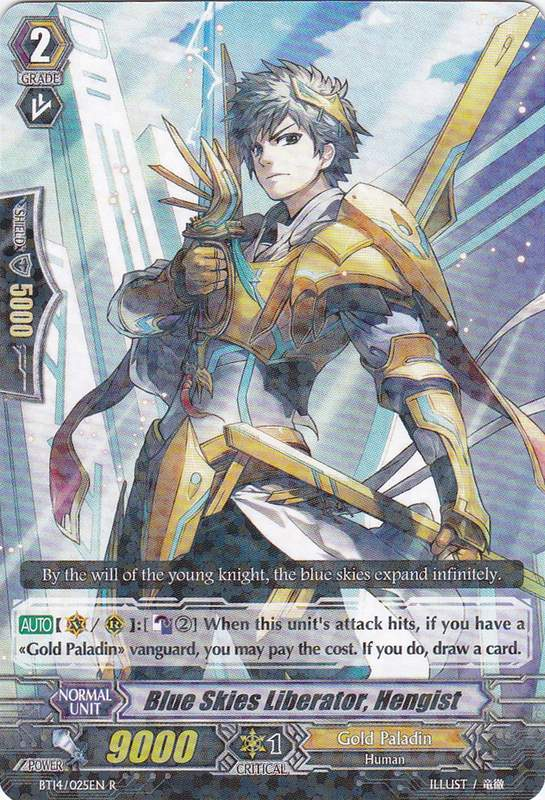 2
GRADE
SHIELD
5000
By the will of the young knight, the blue skies expand infinitely.
AUTO【 V / R 】:[ ②] When this unit's attack hits, if you have a
«Gold Paladin» vanguard, you may pay the cost. If you do, draw a card.
NORMAL
UNIT
Blue Skies Liberator, Hengist
POWER
9000
1
CRITICAL
Gold Paladin
Human
BT14/025EN R
ILLUST / 竜徹